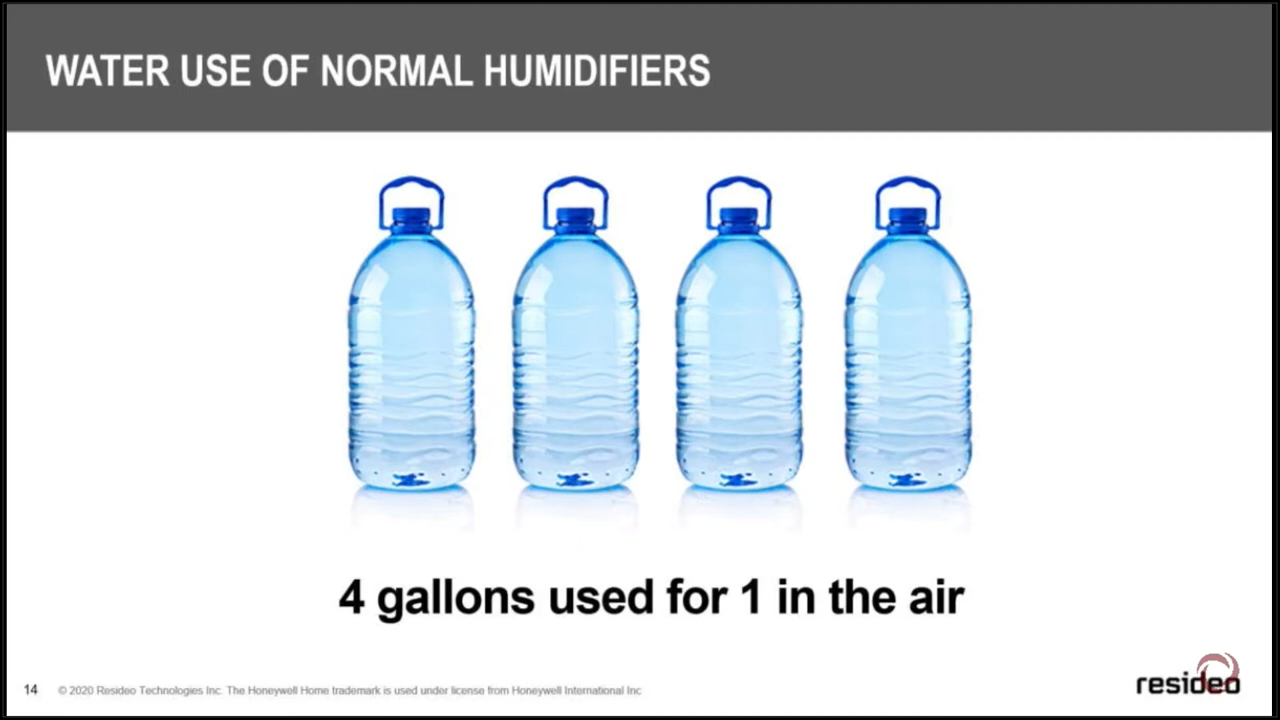 WATER USE OF NORMAL HUMIDIFIERS
4 gallons used for 1 in the air
14 © 2020 Resideo Technologies Inc. The Honeywell Home trademark is used under license from Honeywell International Inc
resideo